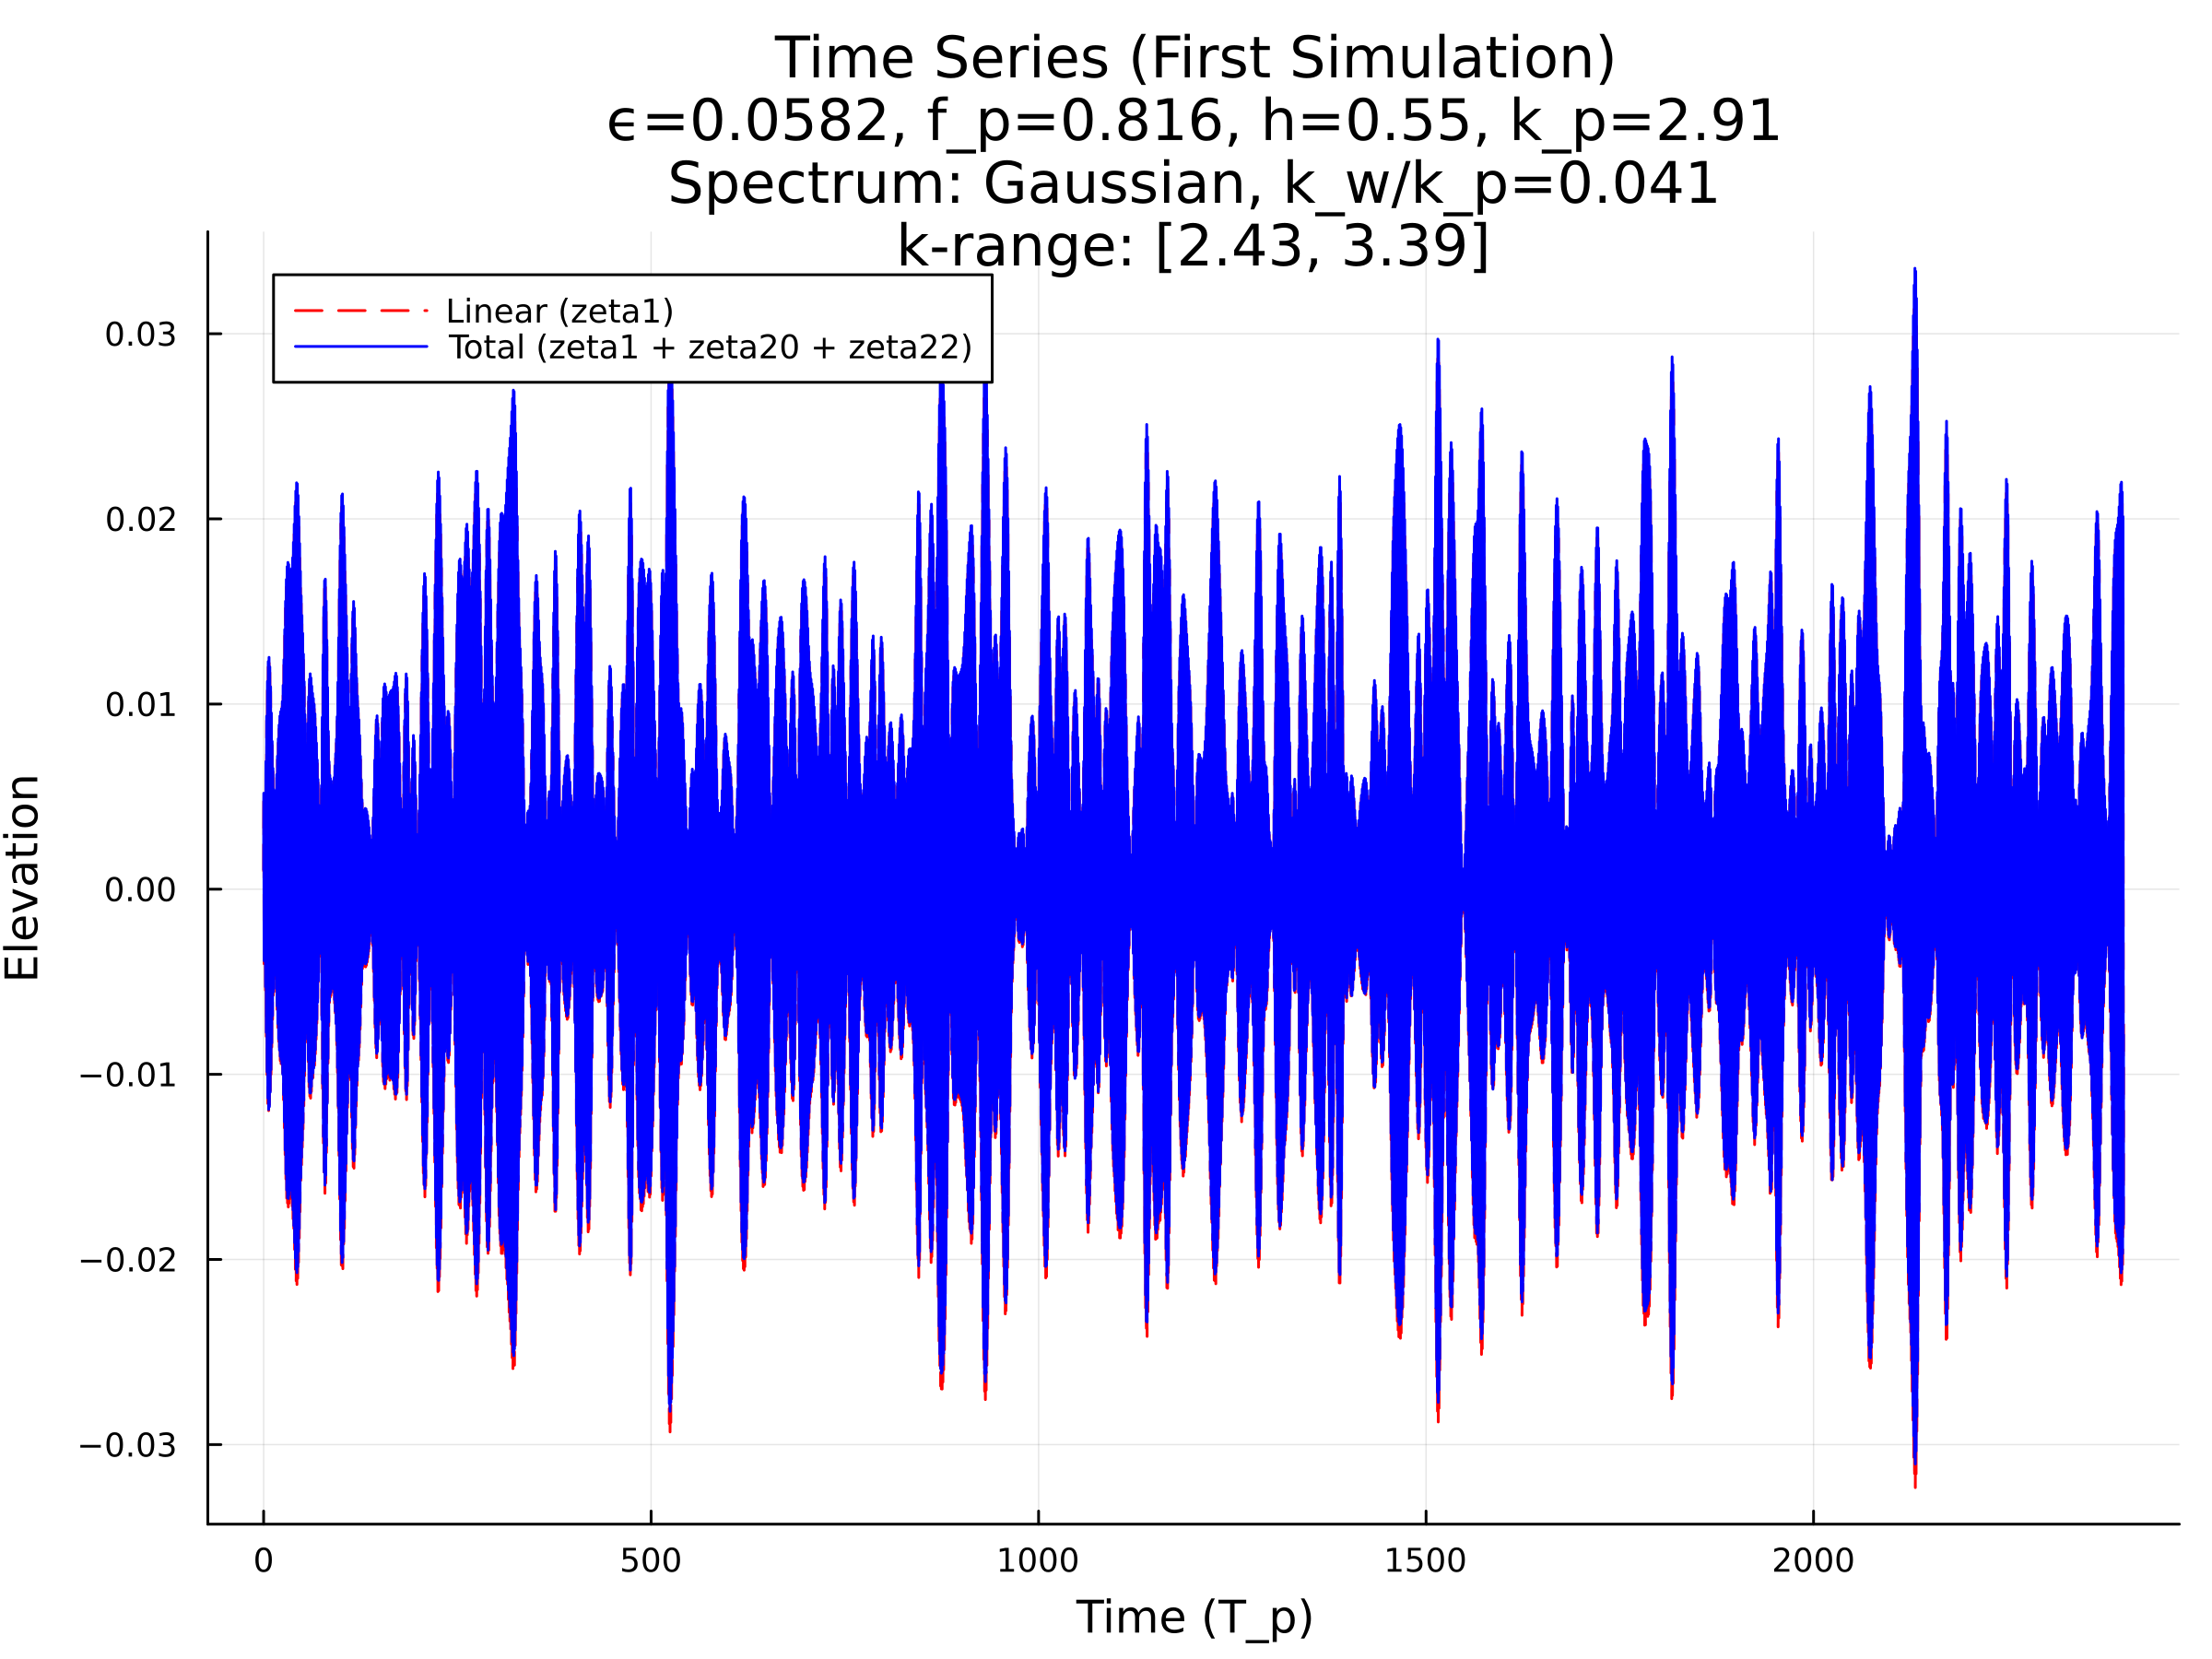 Time Series (First Simulation)
ϵ=0.0582, f_p=0.816, h=0.55, k_p=2.91
Spectrum: Gaussian, k_w/k_p=0.041
k-range: [2.43, 3.39]
Linear (zeta1)
Total (zeta1 + zeta20 + zeta22)
0.03
0.02
0.01
0.00
−0.01
−0.02
−0.03
Elevation
0 500 1000 1500 2000
Time (T_p)